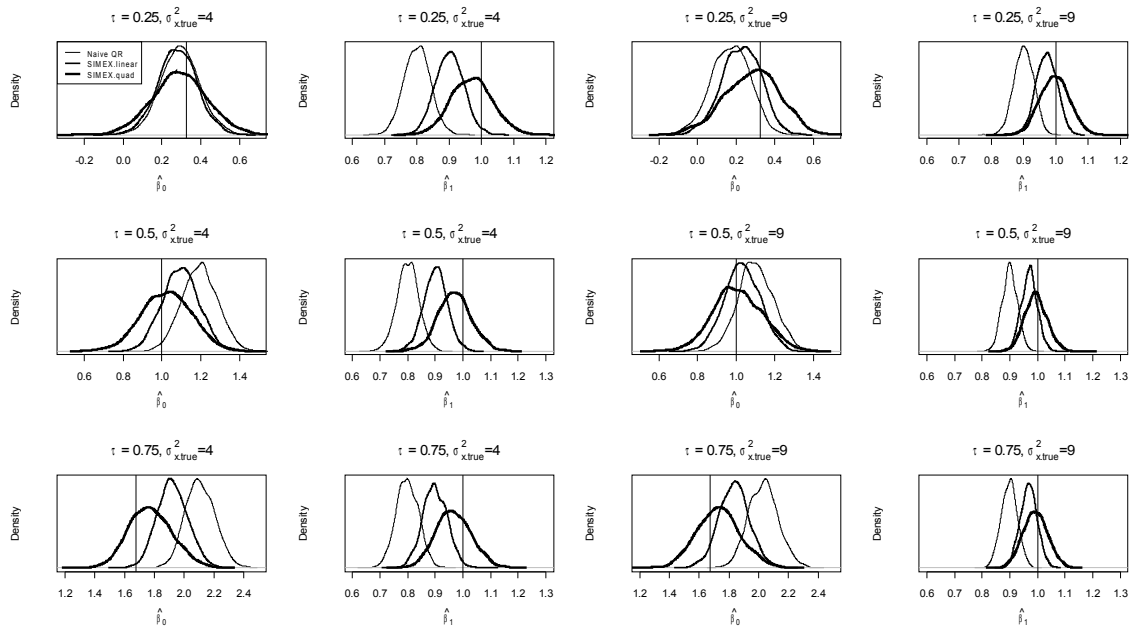 τ = 0.25, σ²x.true=4
τ = 0.25, σ²x.true=4
τ = 0.25, σ²x.true=9
τ = 0.25, σ²x.true=9
Naive QR
SIMEX.linear
SIMEX.quad
Density
Density
Density
Density
-0.2 0.0 0.2 0.4 0.6
0.6 0.7 0.8 0.9 1.0 1.1 1.2
-0.2 0.0 0.2 0.4 0.6
0.6 0.7 0.8 0.9 1.0 1.1 1.2
β̂0
β̂1
β̂0
β̂1
τ = 0.5, σ²x.true=4
τ = 0.5, σ²x.true=4
τ = 0.5, σ²x.true=9
τ = 0.5, σ²x.true=9
Density
Density
Density
Density
0.6 0.8 1.0 1.2 1.4
0.6 0.7 0.8 0.9 1.0 1.1 1.2 1.3
0.6 0.8 1.0 1.2 1.4
0.6 0.7 0.8 0.9 1.0 1.1 1.2 1.3
β̂0
β̂1
β̂0
β̂1
τ = 0.75, σ²x.true=4
τ = 0.75, σ²x.true=4
τ = 0.75, σ²x.true=9
τ = 0.75, σ²x.true=9
Density
Density
Density
Density
1.2 1.4 1.6 1.8 2.0 2.2 2.4
0.6 0.7 0.8 0.9 1.0 1.1 1.2 1.3
1.2 1.4 1.6 1.8 2.0 2.2 2.4
0.6 0.7 0.8 0.9 1.0 1.1 1.2 1.3
β̂0
β̂1
β̂0
β̂1